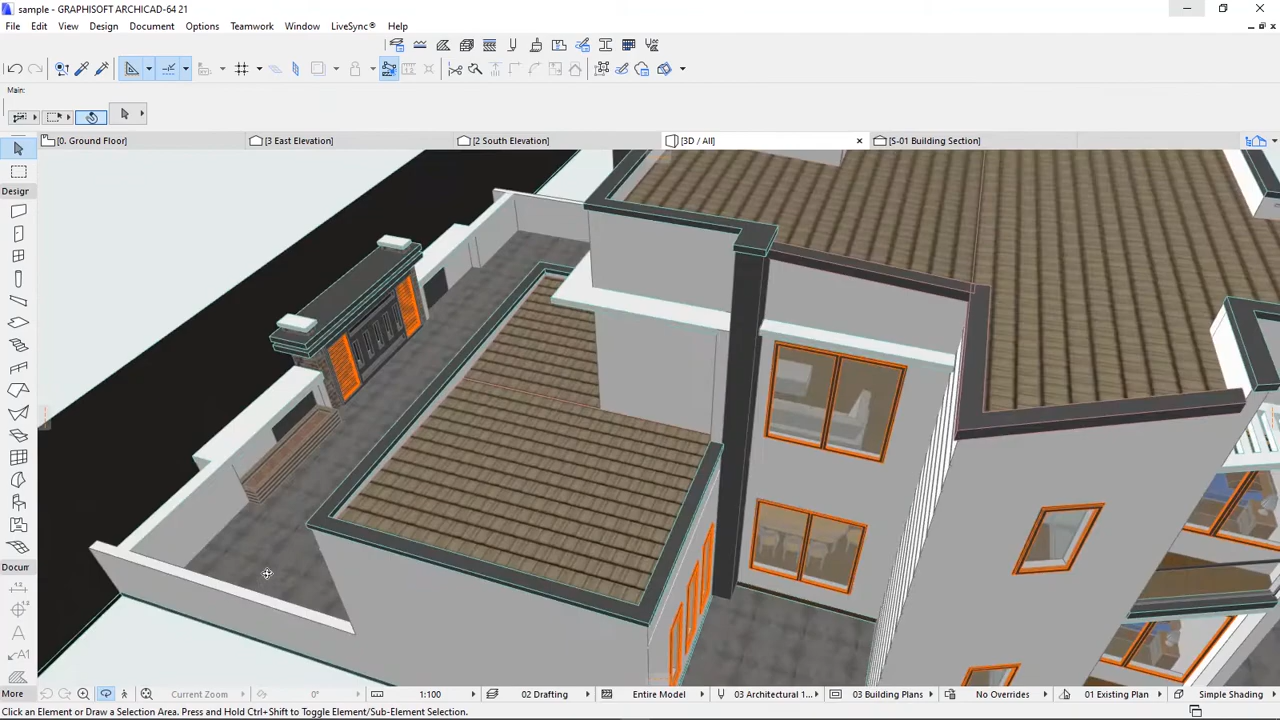 sample - GRAPHISOFT ARCHICAD-64 21
File Edit View Design Document Options Teamwork Window LiveSync® Help
Main:
[0. Ground Floor] [3 East Elevation] [2 South Elevation] [3D / All] [S-01 Building Section]
Design
Docum
A1
More Current Zoom 0° 1:100 02 Drafting Entire Model 03 Architectural 1... 03 Building Plans No Overrides 01 Existing Plan Simple Shading
Click an Element or Draw a Selection Area. Press and Hold Ctrl+Shift to Toggle Element/Sub-Element Selection.